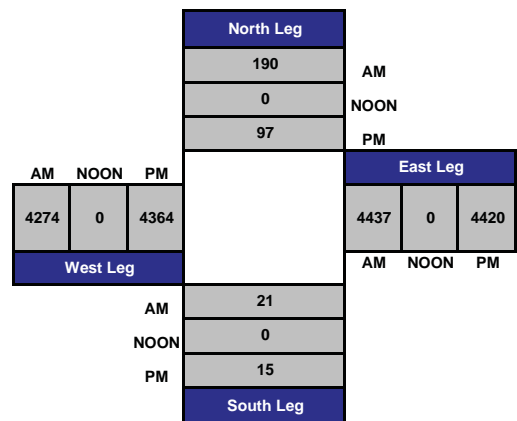 North Leg
190 AM
0 NOON
97 PM
AM NOON PM
East Leg
4274 0 4364
4437 0 4420
West Leg
AM NOON PM
AM 21
NOON 0
PM 15
South Leg